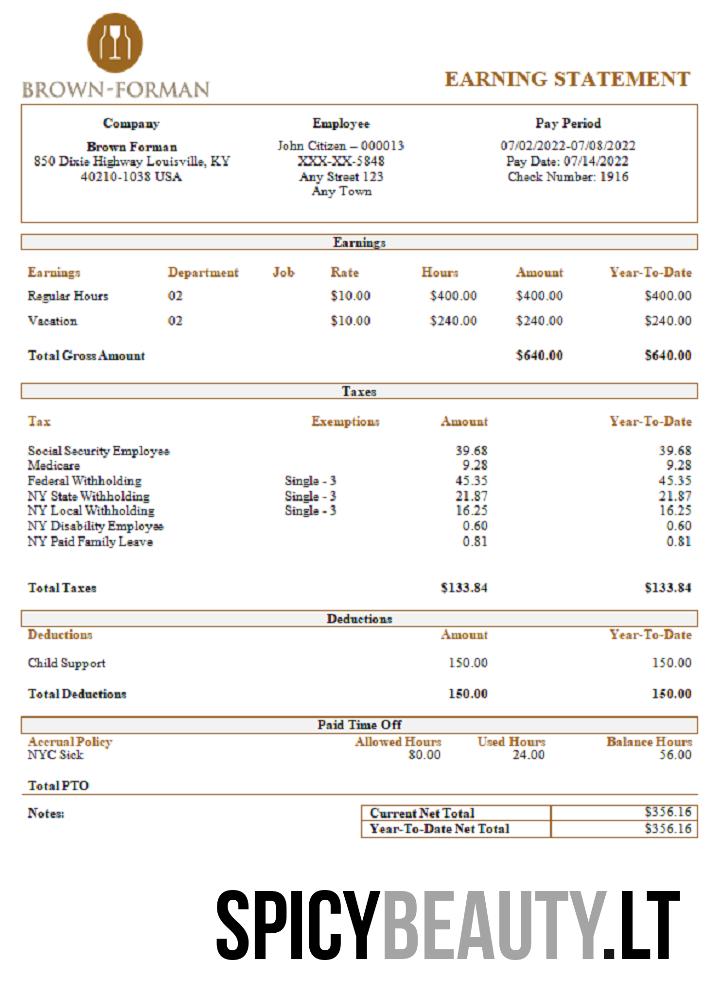 BROWN-FORMAN
EARNING STATEMENT
Company Employee Pay Period
Brown Forman John Citizen – 000013 07/02/2022-07/08/2022
850 Dixie Highway Louisville, KY XXX-XX-5848 Pay Date: 07/14/2022
40210-1038 USA Any Street 123 Check Number: 1916
Any Town
Earnings
Earnings Department Job Rate Hours Amount Year-To-Date
Regular Hours 02 $10.00 $400.00 $400.00 $400.00
Vacation 02 $10.00 $240.00 $240.00 $240.00
Total Gross Amount $640.00 $640.00
Taxes
Tax Exemptions Amount Year-To-Date
Social Security Employee 39.68 39.68
Medicare 9.28 9.28
Federal Withholding Single - 3 45.35 45.35
NY State Withholding Single - 3 21.87 21.87
NY Local Withholding Single - 3 16.25 16.25
NY Disability Employee 0.60 0.60
NY Paid Family Leave 0.81 0.81
Total Taxes $133.84 $133.84
Deductions
Deductions Amount Year-To-Date
Child Support 150.00 150.00
Total Deductions 150.00 150.00
Paid Time Off
Accrual Policy Allowed Hours Used Hours Balance Hours
NYC Sick 80.00 24.00 56.00
Total PTO
Notes: Current Net Total $356.16
Year-To-Date Net Total $356.16
SPICYBEAUTY.LT